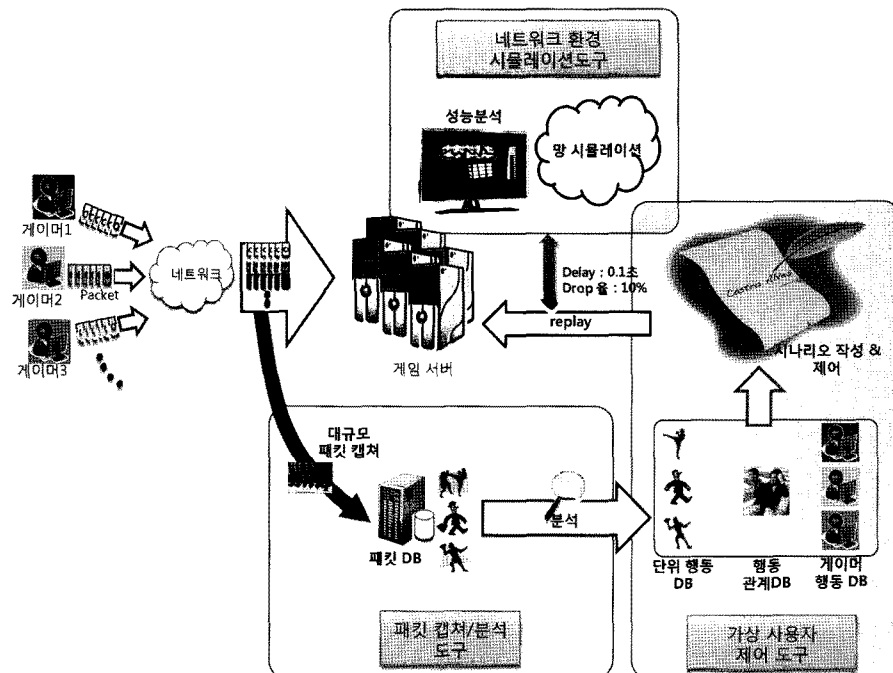 네트워크 환경
시뮬레이션도구
성능분석
망 시뮬레이션
게이머1
게이머2
Packet
게이머3
네트워크
게임 서버
Delay : 0.1초
Drop 율 : 10%
replay
시나리오 작성 &
제어
대규모
패킷 캡쳐
패킷 DB
분석
단위 행동
DB
행동
관계DB
게이머
행동 DB
패킷 캡쳐/분석
도구
가상 사용자
제어 도구